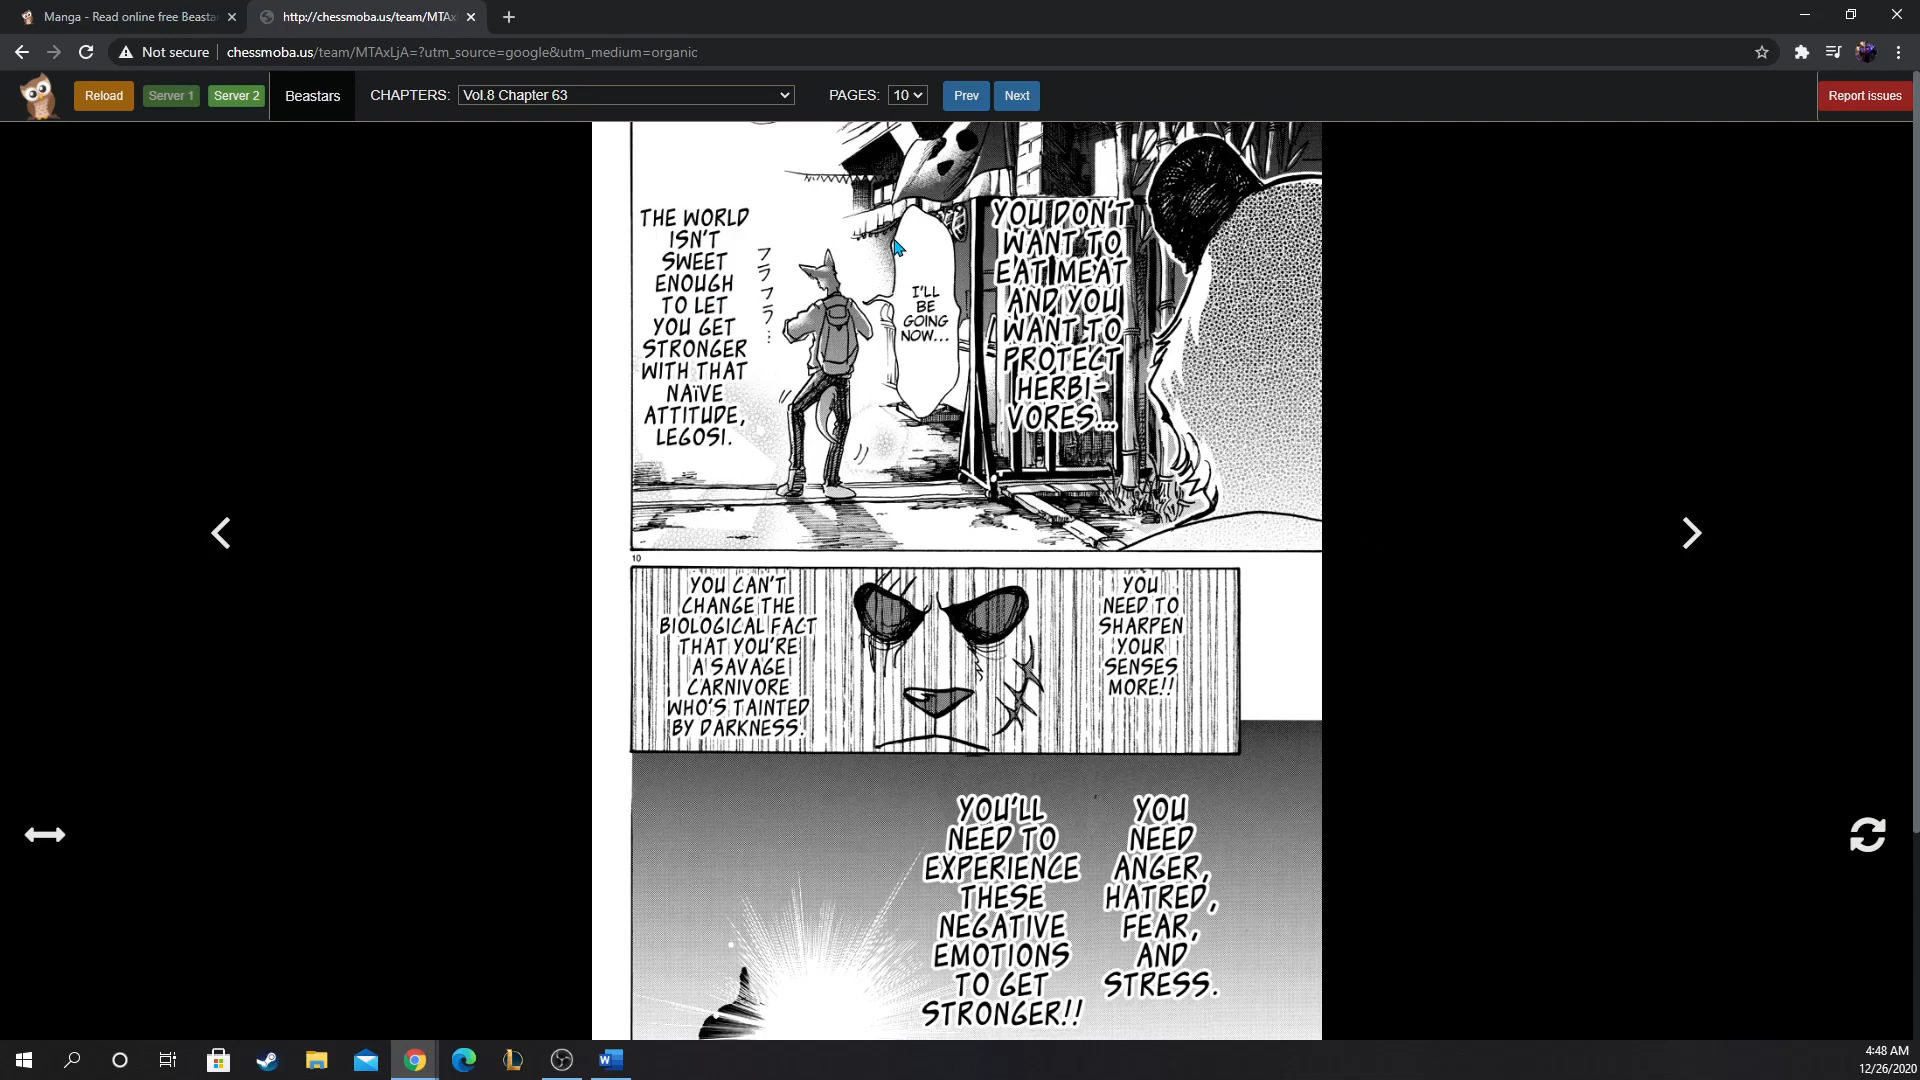 Manga - Read online free Beasta
http://chessmoba.us/team/MTAx
Not secure
chessmoba.us/team/MTAxLjA=?utm_source=google&utm_medium=organic
Reload
Server 1
Server 2
Beastars
CHAPTERS:
Vol.8 Chapter 63
PAGES:
10
Prev
Next
Report issues
YOU DON'T
WANT TO
EAT MEAT
AND YOU
WANT TO
PROTECT
HERBI-
VORES...
I'LL
BE
GOING
NOW...
フラフラ…
THE WORLD
ISN'T
SWEET
ENOUGH
TO LET
YOU GET
STRONGER
WITH THAT
NAÏVE
ATTITUDE,
LEGOSI.
10
YOU
NEED TO
SHARPEN
YOUR
SENSES
MORE!!
YOU CAN'T
CHANGE THE
BIOLOGICAL FACT
THAT YOU'RE
A SAVAGE
CARNIVORE
WHO'S TAINTED
BY DARKNESS.
YOU
NEED
ANGER,
HATRED,
FEAR,
AND
STRESS.
YOU'LL
NEED TO
EXPERIENCE
THESE
NEGATIVE
EMOTIONS
TO GET
STRONGER!!
4:48 AM
12/26/2020